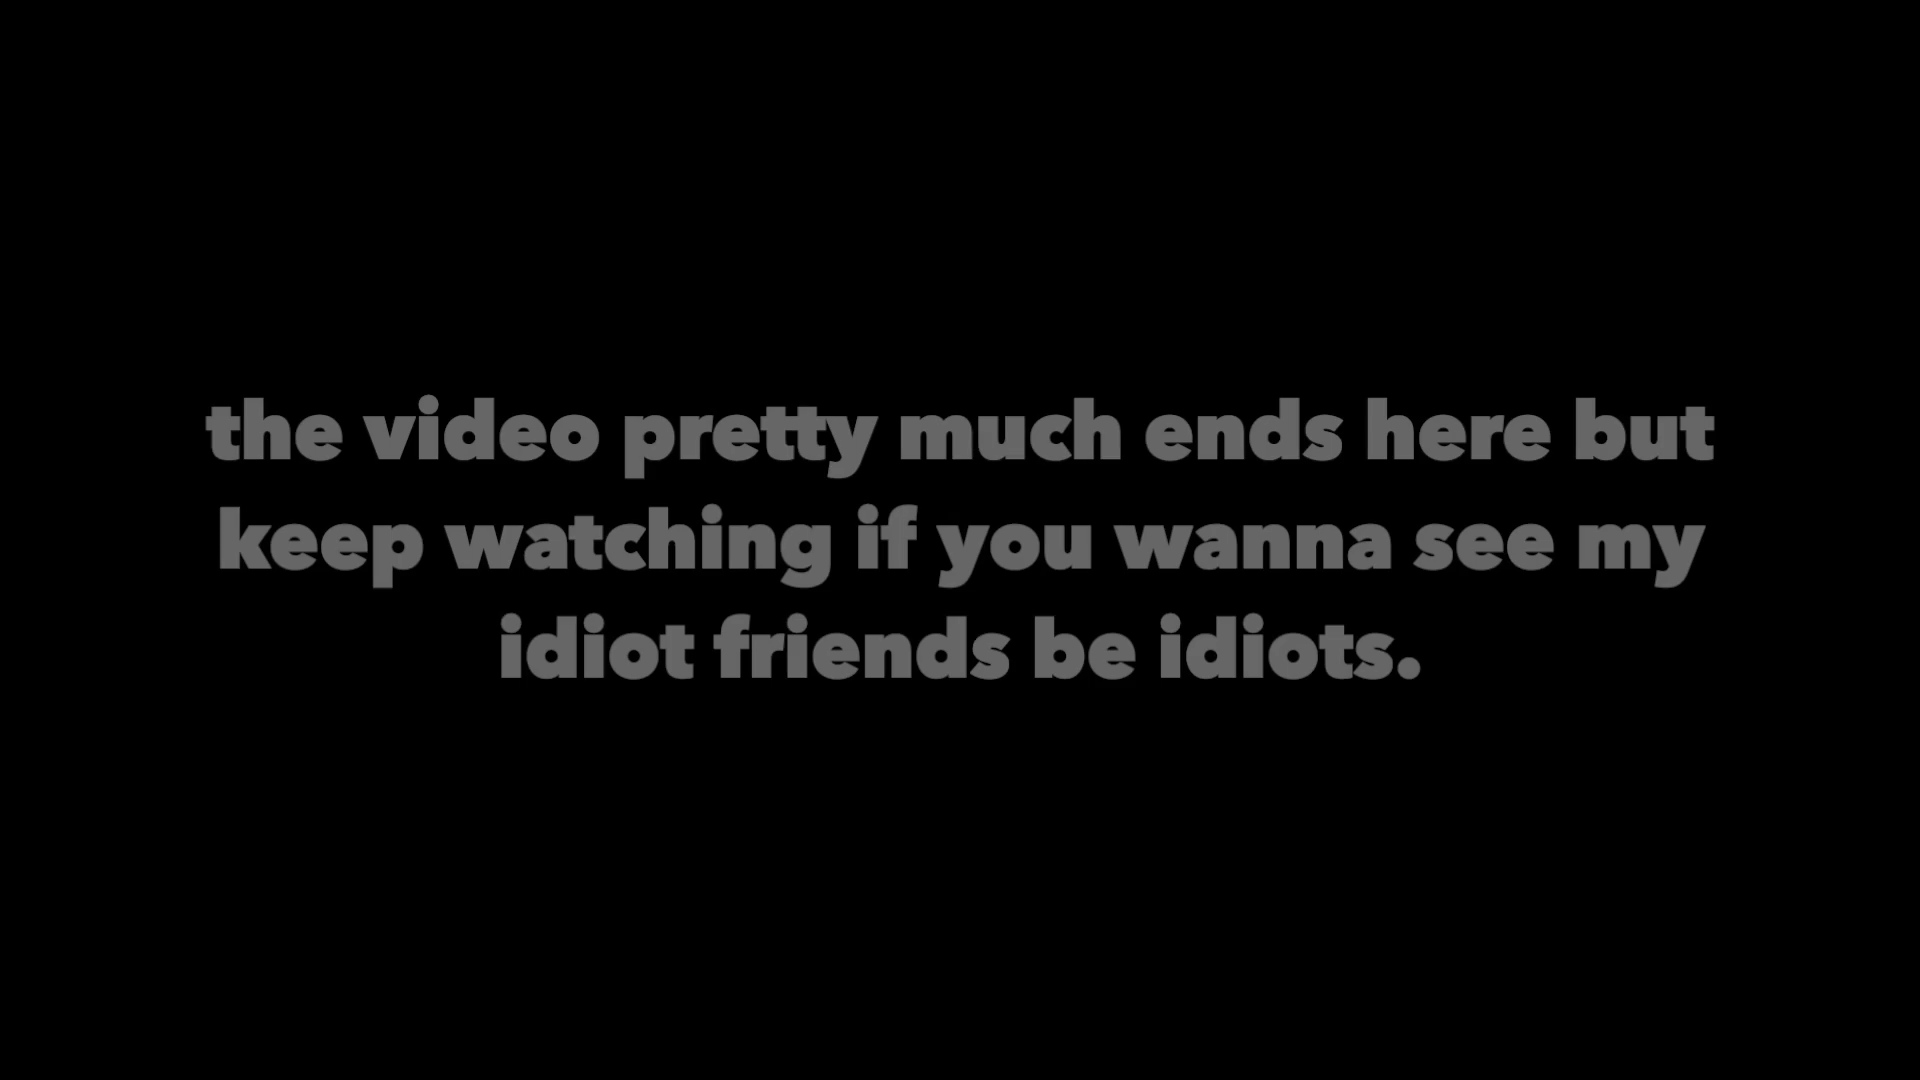 the video pretty much ends here but
keep watching if you wanna see my
idiot friends be idiots.